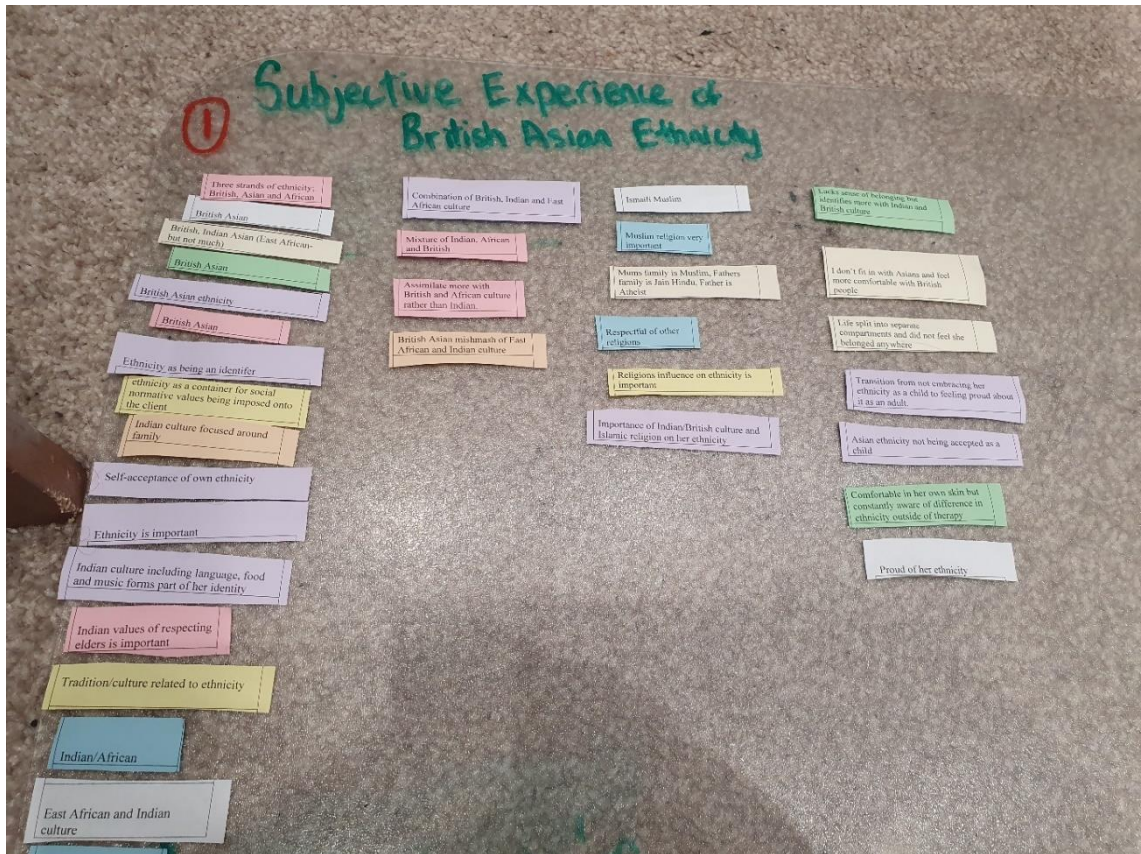 1
Subjective Experience of
British Asian Ethnicity
Three strands of ethnicity:
British, Asian and African
British Asian
British, Indian Asian (East African-
but not much)
British Asian
British Asian ethnicity
British Asian
Ethnicity as being an identifer
ethnicity as a container for social
normative values being imposed onto
the client
Indian culture focused around
family
Self-acceptance of own ethnicity
Ethnicity is important
Indian culture including language, food
and music forms part of her identity
Indian values of respecting
elders is important
Tradition/culture related to ethnicity
Indian/African
East African and Indian
culture
Combination of British, Indian and East
African culture
Mixture of Indian, African
and British
Assimilate more with
British and African culture
rather than Indian.
British Asian mishmash of East
African and Indian culture
Ismaili Muslim
Muslim religion very
important
Mums family is Muslim, Fathers
family is Jain Hindu, Father is
Atheist
Respectful of other
religions
Religions influence on ethnicity is
important
Importance of Indian/British culture and
Islamic religion on her ethnicity
Lacks sense of belonging but
identifies more with Indian and
British culture
I don't fit in with Asians and feel
more comfortable with British
people
Life split into separate
compartments and did not feel she
belonged anywhere
Transition from not embracing her
ethnicity as a child to feeling proud about
it as an adult.
Asian ethnicity not being accepted as a
child
Comfortable in her own skin but
constantly aware of difference in
ethnicity outside of therapy
Proud of her ethnicity